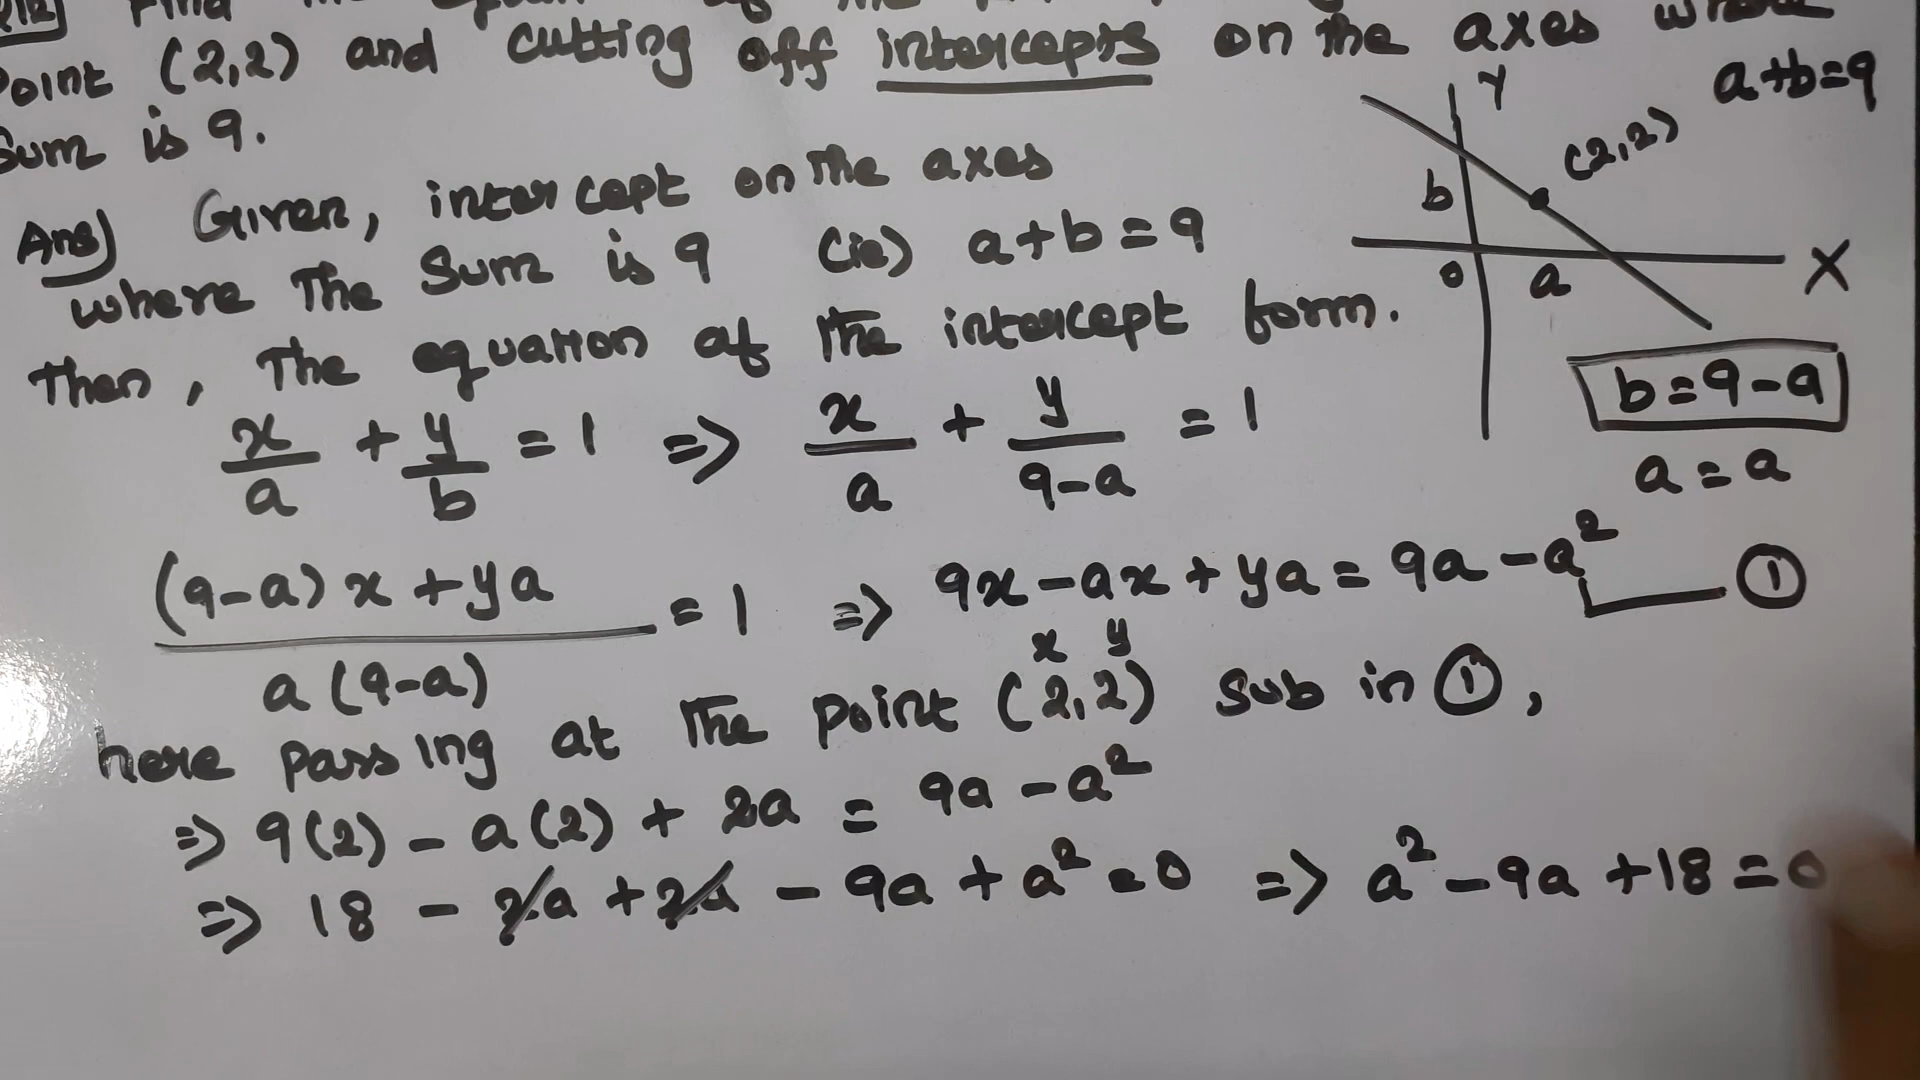 Find
Point (2,2) and cutting off intercepts on the axes
Sum is 9.
a+b=9
Y
(2,2)
b
X
o
a
Ans) Given, intercept on the axes
where The Sum is 9 (ie) a+b=9
Then, The equation of the intercept form.
b=9-a
a=a
x/a + y/b = 1 => x/a + y/9-a = 1
(9-a)x+ya/a(9-a) = 1 => 9x-ax+ya=9a-a² ①
x y
here passing at The point (2,2) Sub in ①,
=> 9(2) - a(2) + 2a = 9a - a²
=> 18 - 2a + 2a - 9a + a² = 0 => a² - 9a + 18 = 0